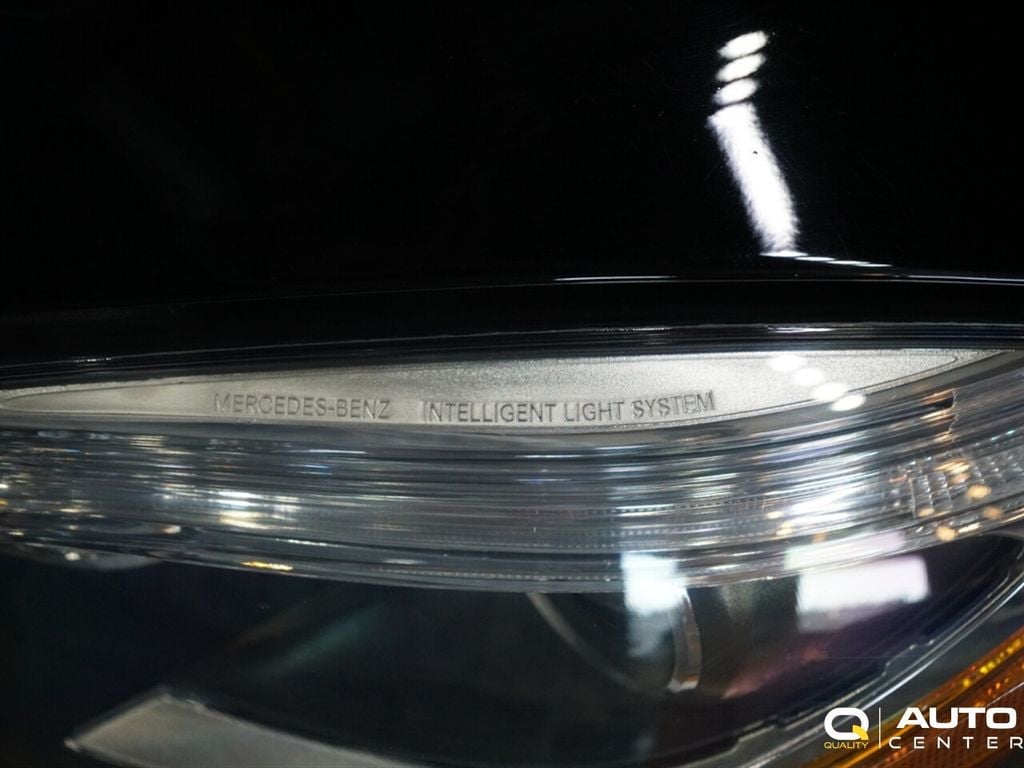 MERCEDES-BENZ INTELLIGENT LIGHT SYSTEM
Q QUALITY
AUTO
CENTER